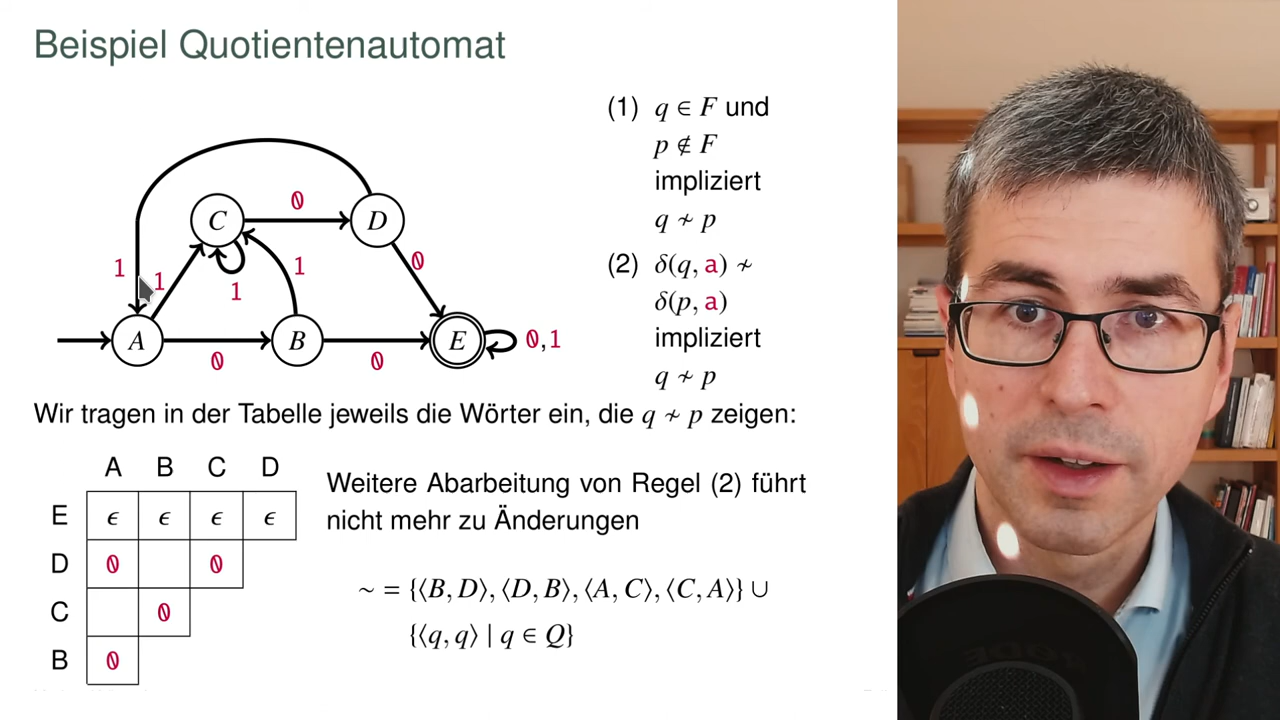 Beispiel Quotientenautomat
(1) q ∈ F und
p ∉ F
impliziert
q ≁ p
(2) δ(q, a) ≁
δ(p, a)
impliziert
q ≁ p
C
0
D
1
1
1
1
0
A
0
B
0
E
0,1
Wir tragen in der Tabelle jeweils die Wörter ein, die q ≁ p zeigen:
A B C D
E ϵ ϵ ϵ ϵ
D 0 0
C 0
B 0
Weitere Abarbeitung von Regel (2) führt
nicht mehr zu Änderungen
∼ = {⟨B, D⟩, ⟨D, B⟩, ⟨A, C⟩, ⟨C, A⟩} ∪
{⟨q, q⟩ | q ∈ Q}